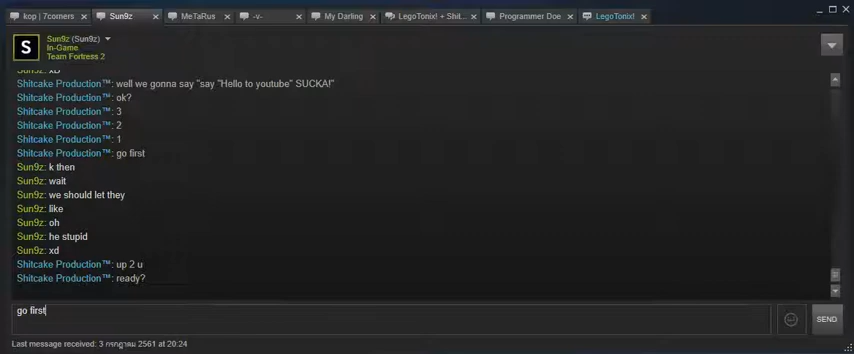 kop | 7corners
Sun9z
MeTaRus
-v-
My Darling
LegoTonix! + Shit...
Programmer Doe
LegoTonix!
S
Sun9z (Sun9z)
In-Game
Team Fortress 2
Sun9z: xD
Shitcake Production™: well we gonna say "say "Hello to youtube" SUCKA!"
Shitcake Production™: ok?
Shitcake Production™: 3
Shitcake Production™: 2
Shitcake Production™: 1
Shitcake Production™: go first
Sun9z: k then
Sun9z: wait
Sun9z: we should let they
Sun9z: like
Sun9z: oh
Sun9z: he stupid
Sun9z: xd
Shitcake Production™: up 2 u
Shitcake Production™: ready?
go first
SEND
Last message received: 3 กรกฎาคม 2561 at 20:24